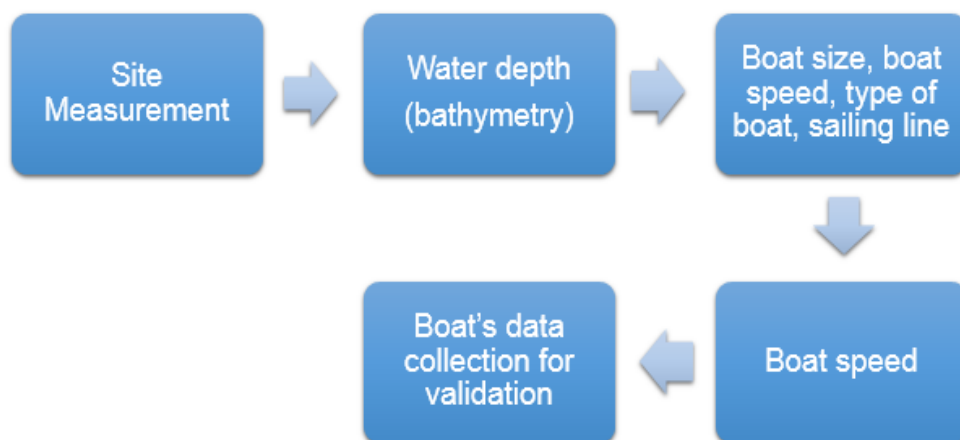 Site
Measurement
Water depth
(bathymetry)
Boat size, boat
speed, type of
boat, sailing line
Boat speed
Boat’s data
collection for
validation